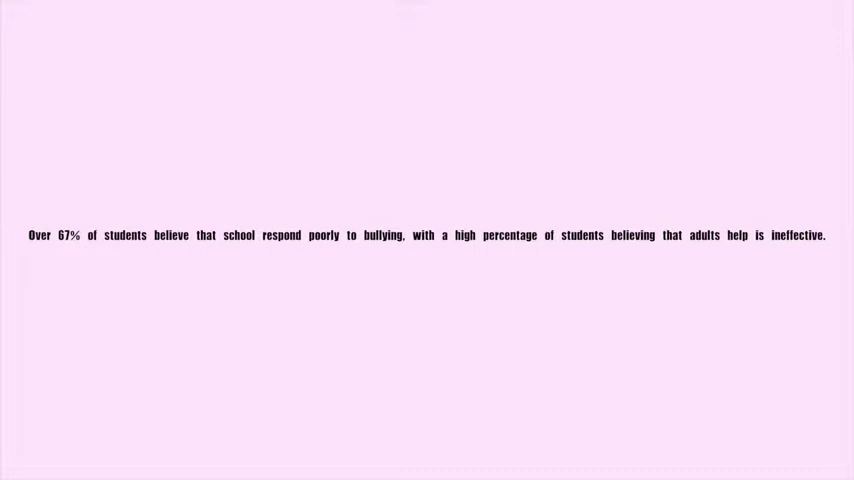 Over 67% of students believe that school respond poorly to bullying, with a high percentage of students believing that adults help is ineffective.